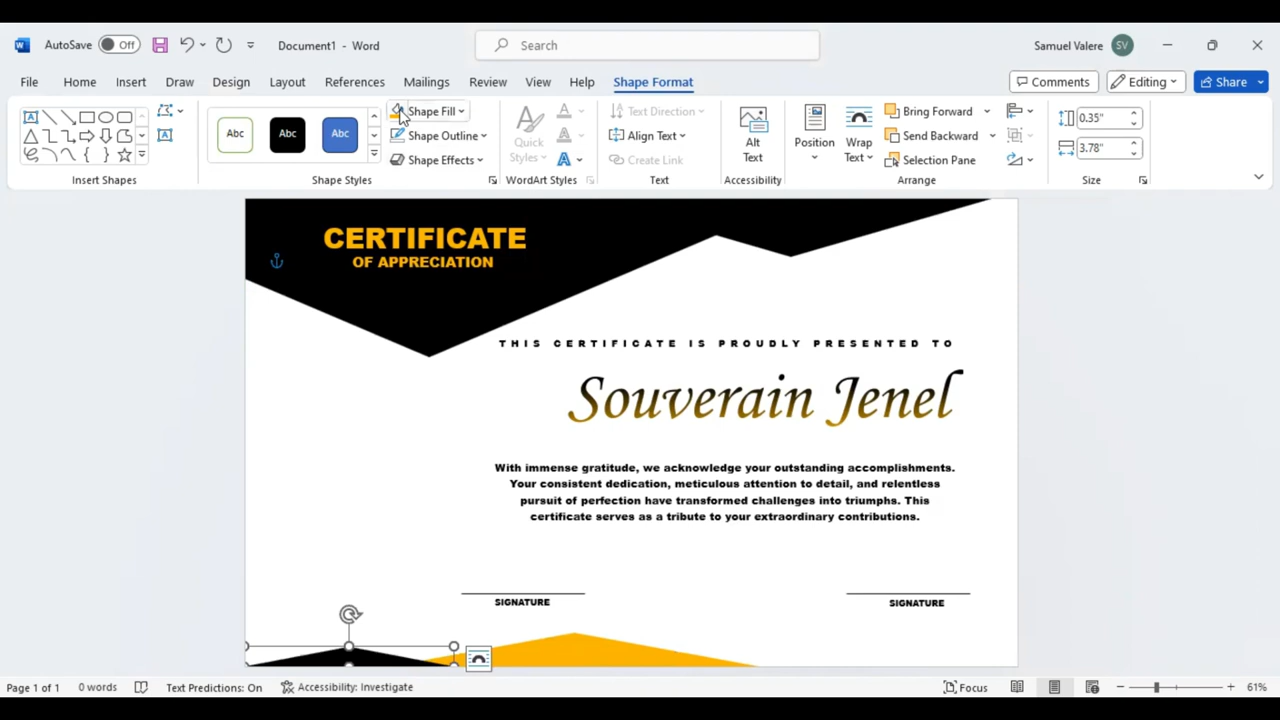 AutoSave Off Document1 - Word Search Samuel Valere SV
File Home Insert Draw Design Layout References Mailings Review View Help Shape Format Comments Editing Share
Abc Abc Abc
Shape Fill
Shape Outline
Shape Effects
Quick Styles
Text Direction
Align Text
Create Link
Alt Text
Position
Wrap Text
Bring Forward
Send Backward
Selection Pane
0.35"
3.78"
Insert Shapes Shape Styles WordArt Styles Text Accessibility Arrange Size
CERTIFICATE
OF APPRECIATION
THIS CERTIFICATE IS PROUDLY PRESENTED TO
Souverain Jenel
With immense gratitude, we acknowledge your outstanding accomplishments.
Your consistent dedication, meticulous attention to detail, and relentless
pursuit of perfection have transformed challenges into triumphs. This
certificate serves as a tribute to your extraordinary contributions.
SIGNATURE SIGNATURE
Page 1 of 1 0 words Text Predictions: On Accessibility: Investigate Focus 61%